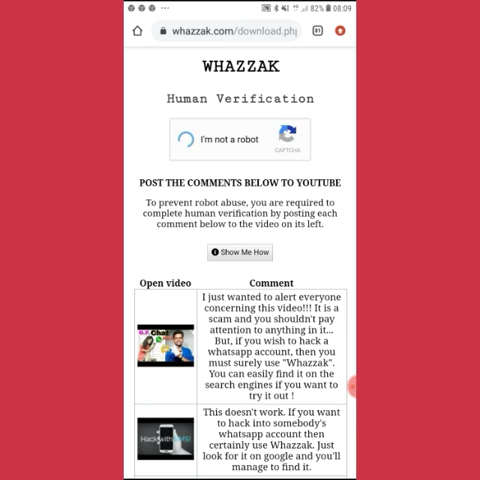 82% 08:09
whazzak.com/download.ph
81
WHAZZAK
Human Verification
I'm not a robot
CAPTCHA
POST THE COMMENTS BELOW TO YOUTUBE
To prevent robot abuse, you are required to
complete human verification by posting each
comment below to the video on its left.
Show Me How
Open video Comment
I just wanted to alert everyone
concerning this video!!! It is a
scam and you shouldn't pay
attention to anything in it...
But, if you wish to hack a
whatsapp account, then you
must surely use "Whazzak".
You can easily find it on the
search engines if you want to
try it out !
This doesn't work. If you want
to hack into somebody's
whatsapp account then
certainly use Whazzak. Just
look for it on google and you'll
manage to find it.
Hack with